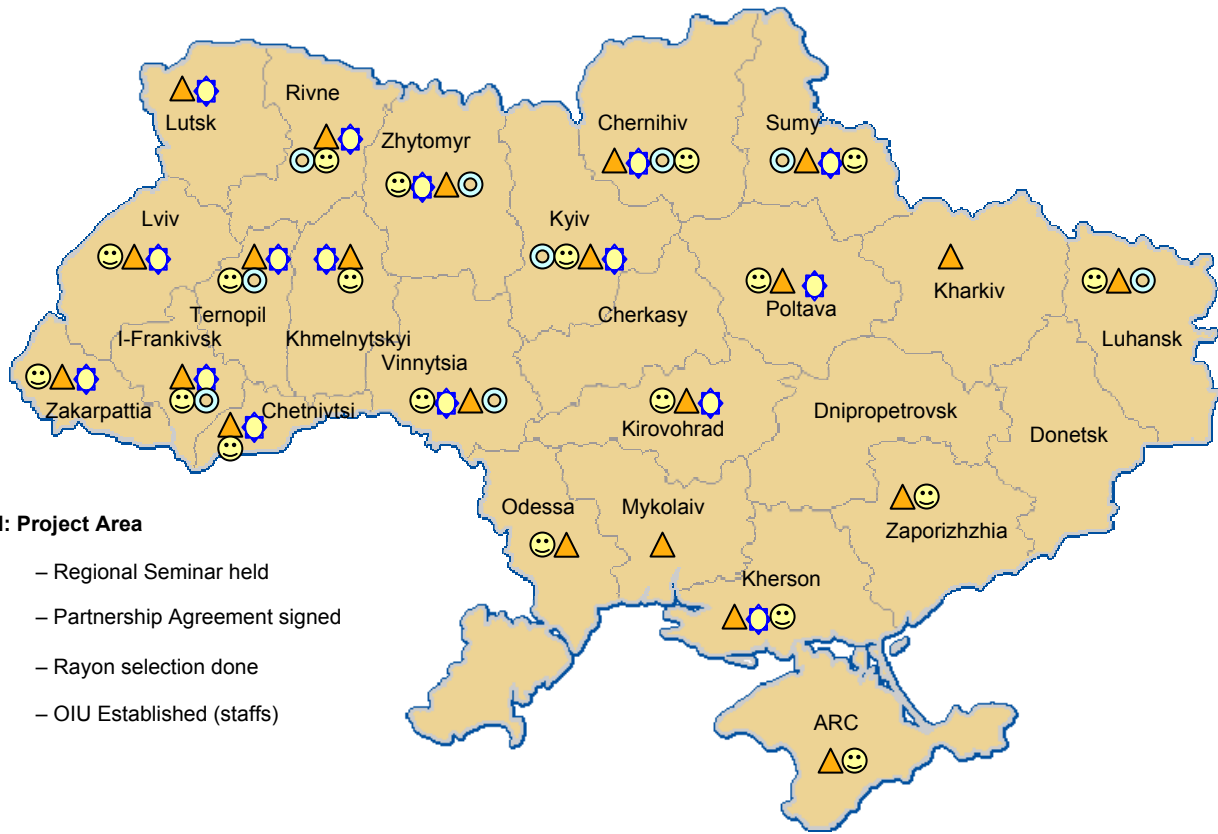 Rivne
Lutsk
Zhytomyr
Chernihiv
Sumy
Lviv
Kyiv
Ternopil
Cherkasy
Poltava
Kharkiv
I-Frankivsk
Khmelnytskyi
Luhansk
Vinnytsia
Zakarpattia
Chetnivtsi
Kirovohrad
Dnipropetrovsk
Donetsk
Odessa
Mykolaiv
Zaporizhzhia
Kherson
ARC
: Project Area
– Regional Seminar held
– Partnership Agreement signed
– Rayon selection done
– OIU Established (staffs)